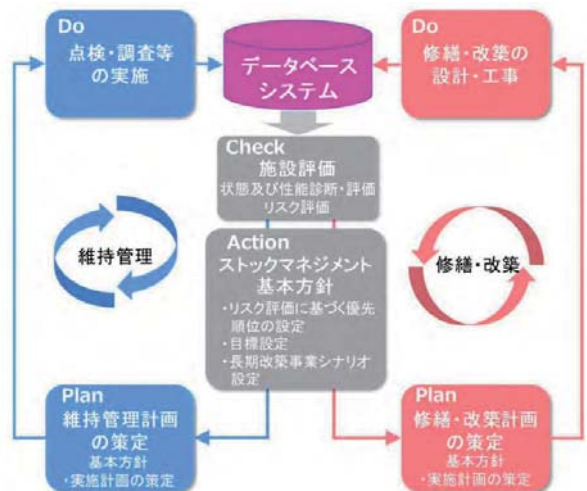 Do
点検・調査等
の実施
データベース
システム
Do
修繕・改築の
設計・工事
Check
施設評価
状態及び性能診断・評価
リスク評価
維持管理
Action
ストックマネジメント
基本方針
・リスク評価に基づく優先
順位の設定
・目標設定
・長期改築事業シナリオ
設定
修繕・改築
Plan
維持管理計画
の策定
基本方針
・実施計画の策定
Plan
修繕・改築計画
の策定
基本方針
・実施計画の策定